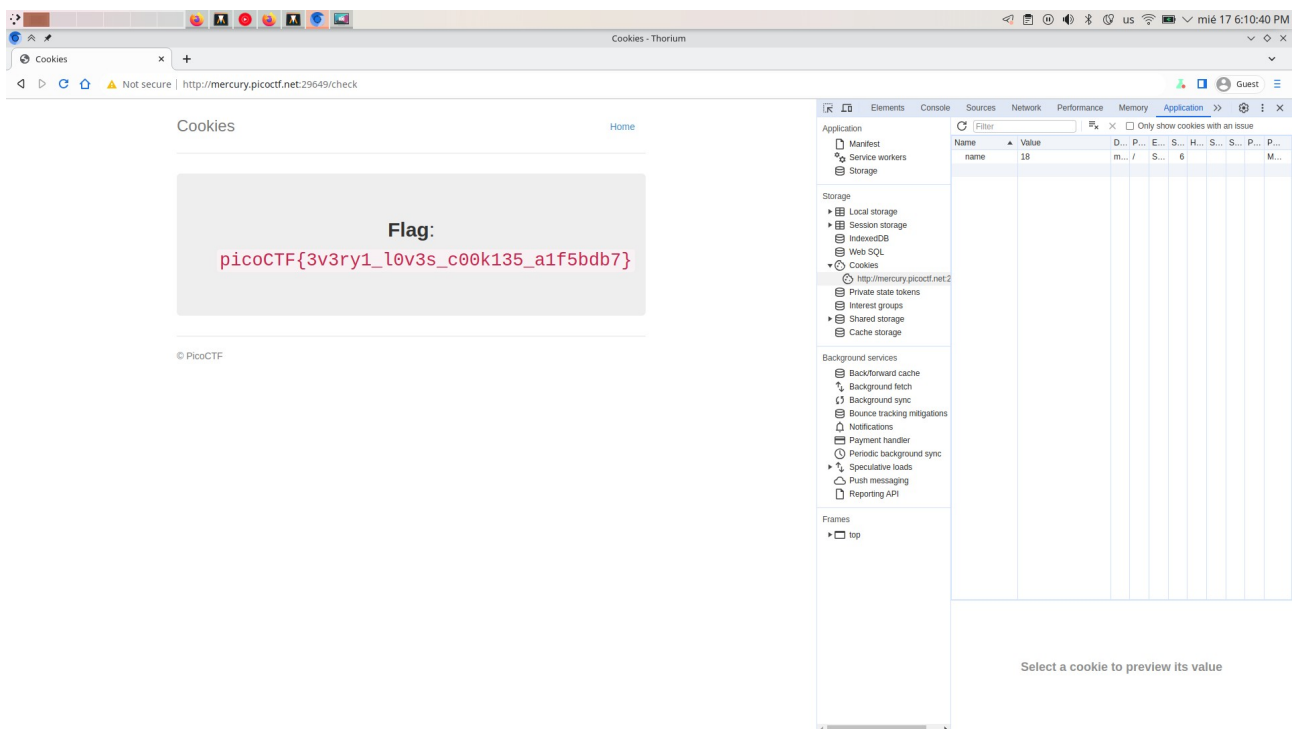 us mié 17 6:10:40 PM
Cookies - Thorium
Cookies
Not secure | http://mercury.picoctf.net:29649/check
Guest
Cookies
Home
Flag:
picoCTF{3v3ry1_l0v3s_c00k135_a1f5bdb7}
© PicoCTF
Elements Console Sources Network Performance Memory Application
Application
Manifest
Service workers
Storage
Storage
Local storage
Session storage
IndexedDB
Web SQL
Cookies
http://mercury.picoctf.net:2
Private state tokens
Interest groups
Shared storage
Cache storage
Background services
Back/forward cache
Background fetch
Background sync
Bounce tracking mitigations
Notifications
Payment handler
Periodic background sync
Speculative loads
Push messaging
Reporting API
Frames
top
Filter
Only show cookies with an issue
Name Value D... P... E... S... H... S... S... P... P...
name 18 m... / S... 6 M...
Select a cookie to preview its value